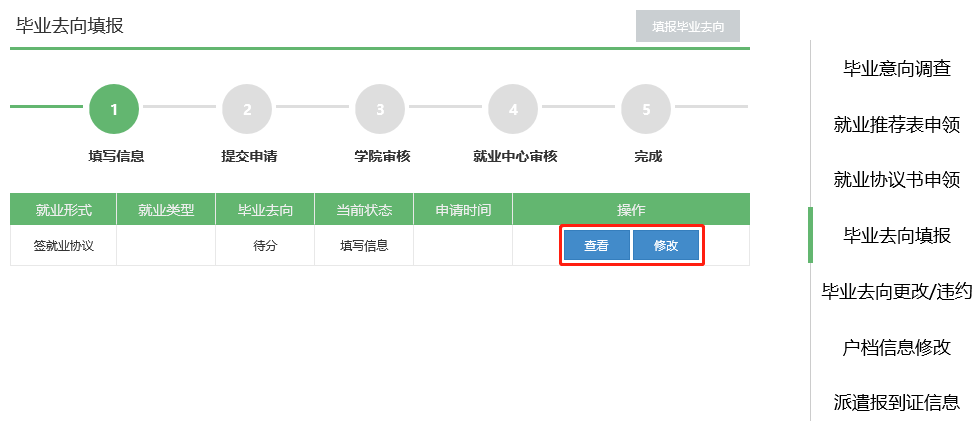 毕业去向填报
填报毕业去向
1 2 3 4 5
填写信息 提交申请 学院审核 就业中心审核 完成
就业形式 就业类型 毕业去向 当前状态 申请时间 操作
签就业协议 待分 填写信息 查看 修改
毕业意向调查
就业推荐表申领
就业协议书申领
毕业去向填报
毕业去向更改/违约
户档信息修改
派遣报到证信息